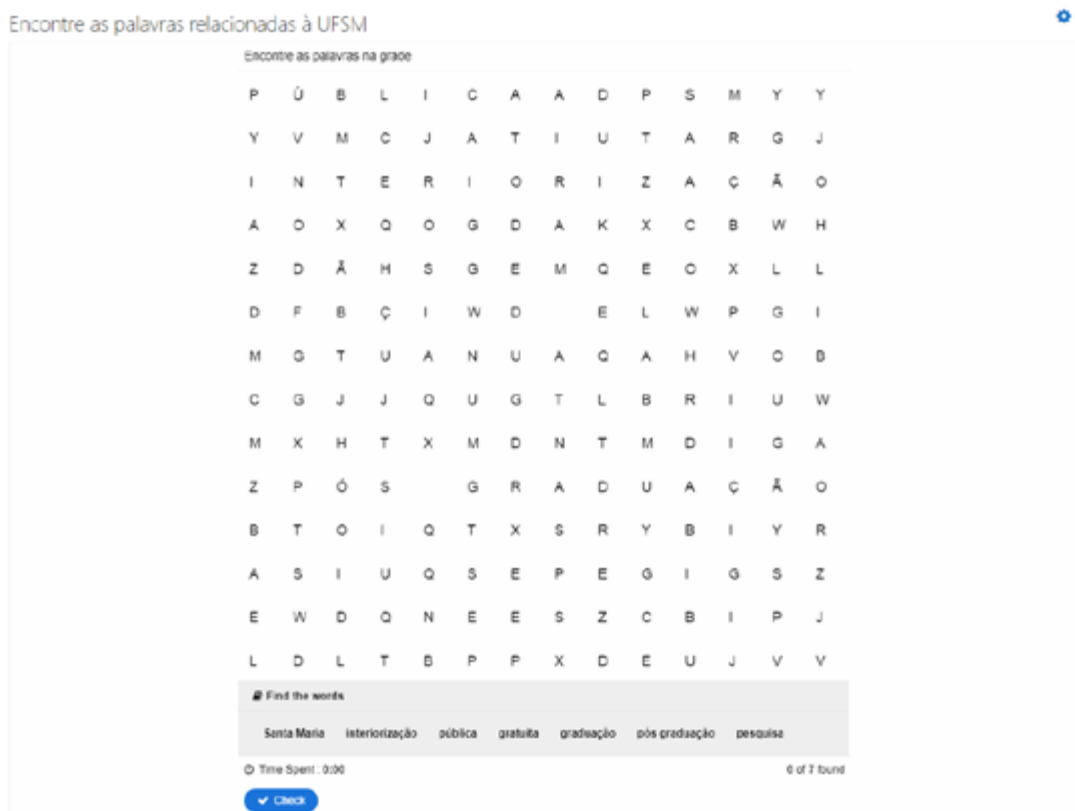 Encontre as palavras relacionadas à UFSM
Encontre as palavras na grade
P Ú B L I C A A D P S M Y Y
Y V M C J A T I U T A R G J
I N T E R I O R I Z A Ç Ã O
A O X Q O G D A K X C B W H
Z D Ã H S G E M Q E O X L L
D F B Ç I W D E L W P G I
M G T U A N U A Q A H V O B
C G J J Q U G T L B R I U W
M X H T X M D N T M D I G A
Z P Ó S G R A D U A Ç Ã O
B T O I Q T X S R Y B I Y R
A S I U Q S E P E G I G S Z
E W D Q N E E S Z C B I P J
L D L T B P P X D E U J V V
Find the words
Santa Maria interiorização pública gratuita graduação pós graduação pesquisa
Time Spent : 0:00 0 of 7 found
Check